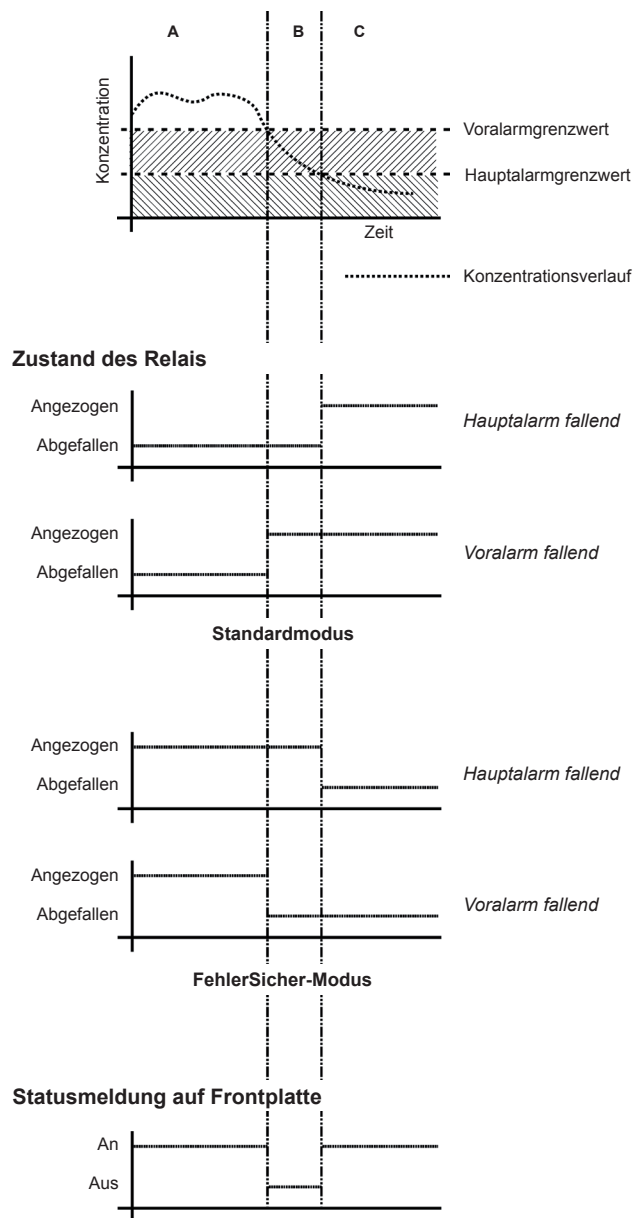 A B C
Konzentration
Voralarmgrenzwert
Hauptalarmgrenzwert
Zeit
Konzentrationsverlauf
Zustand des Relais
Angezogen
Hauptalarm fallend
Abgefallen
Angezogen
Voralarm fallend
Abgefallen
Standardmodus
Angezogen
Hauptalarm fallend
Abgefallen
Angezogen
Voralarm fallend
Abgefallen
FehlerSicher-Modus
Statusmeldung auf Frontplatte
An
Aus